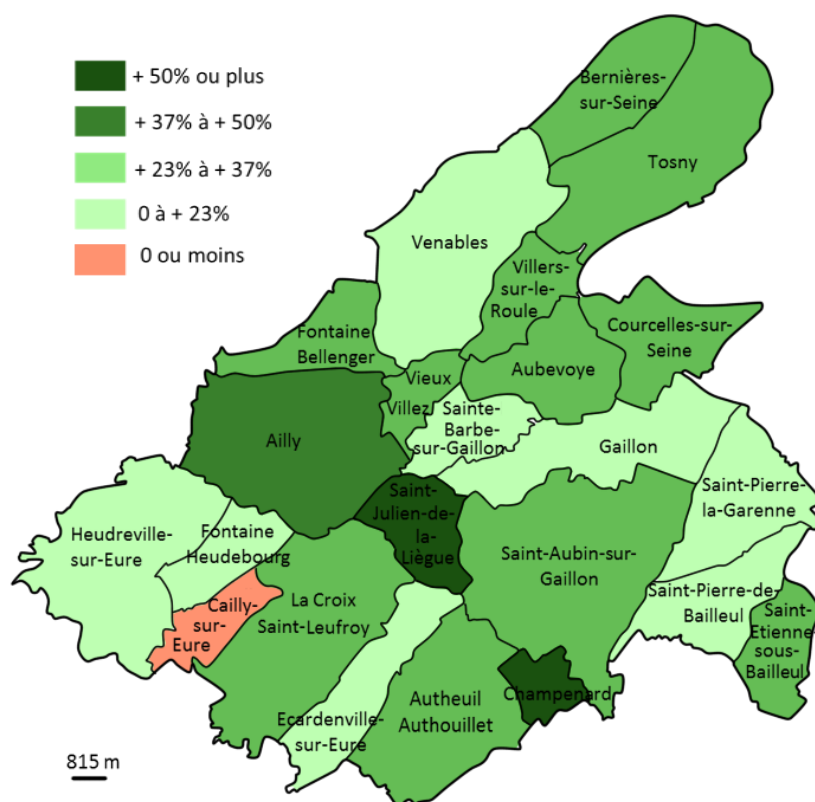 + 50% ou plus
+ 37% à + 50%
+ 23% à + 37%
0 à + 23%
0 ou moins
Bernières-
sur-Seine
Tosny
Venables
Villers-
sur-le-
Roule
Fontaine
Bellenger
Courcelles-sur-
Seine
Aubevoye
Vieux
Villez
Sainte-
Barbe-
sur-Gaillon
Ailly
Gaillon
Saint-Pierre-
la-Garenne
Saint-
Julien-de-
la-
Liègue
Heudreville-
sur-Eure
Fontaine
Heudebourg
Saint-Aubin-sur-
Gaillon
Cailly-
sur-
Eure
La Croix
Saint-Leufroy
Saint-Pierre-de-
Bailleul
Saint-
Etienne-
sous-
Bailleul
Champenard
Autheuil
Authouillet
Ecardenville-
sur-Eure
815 m